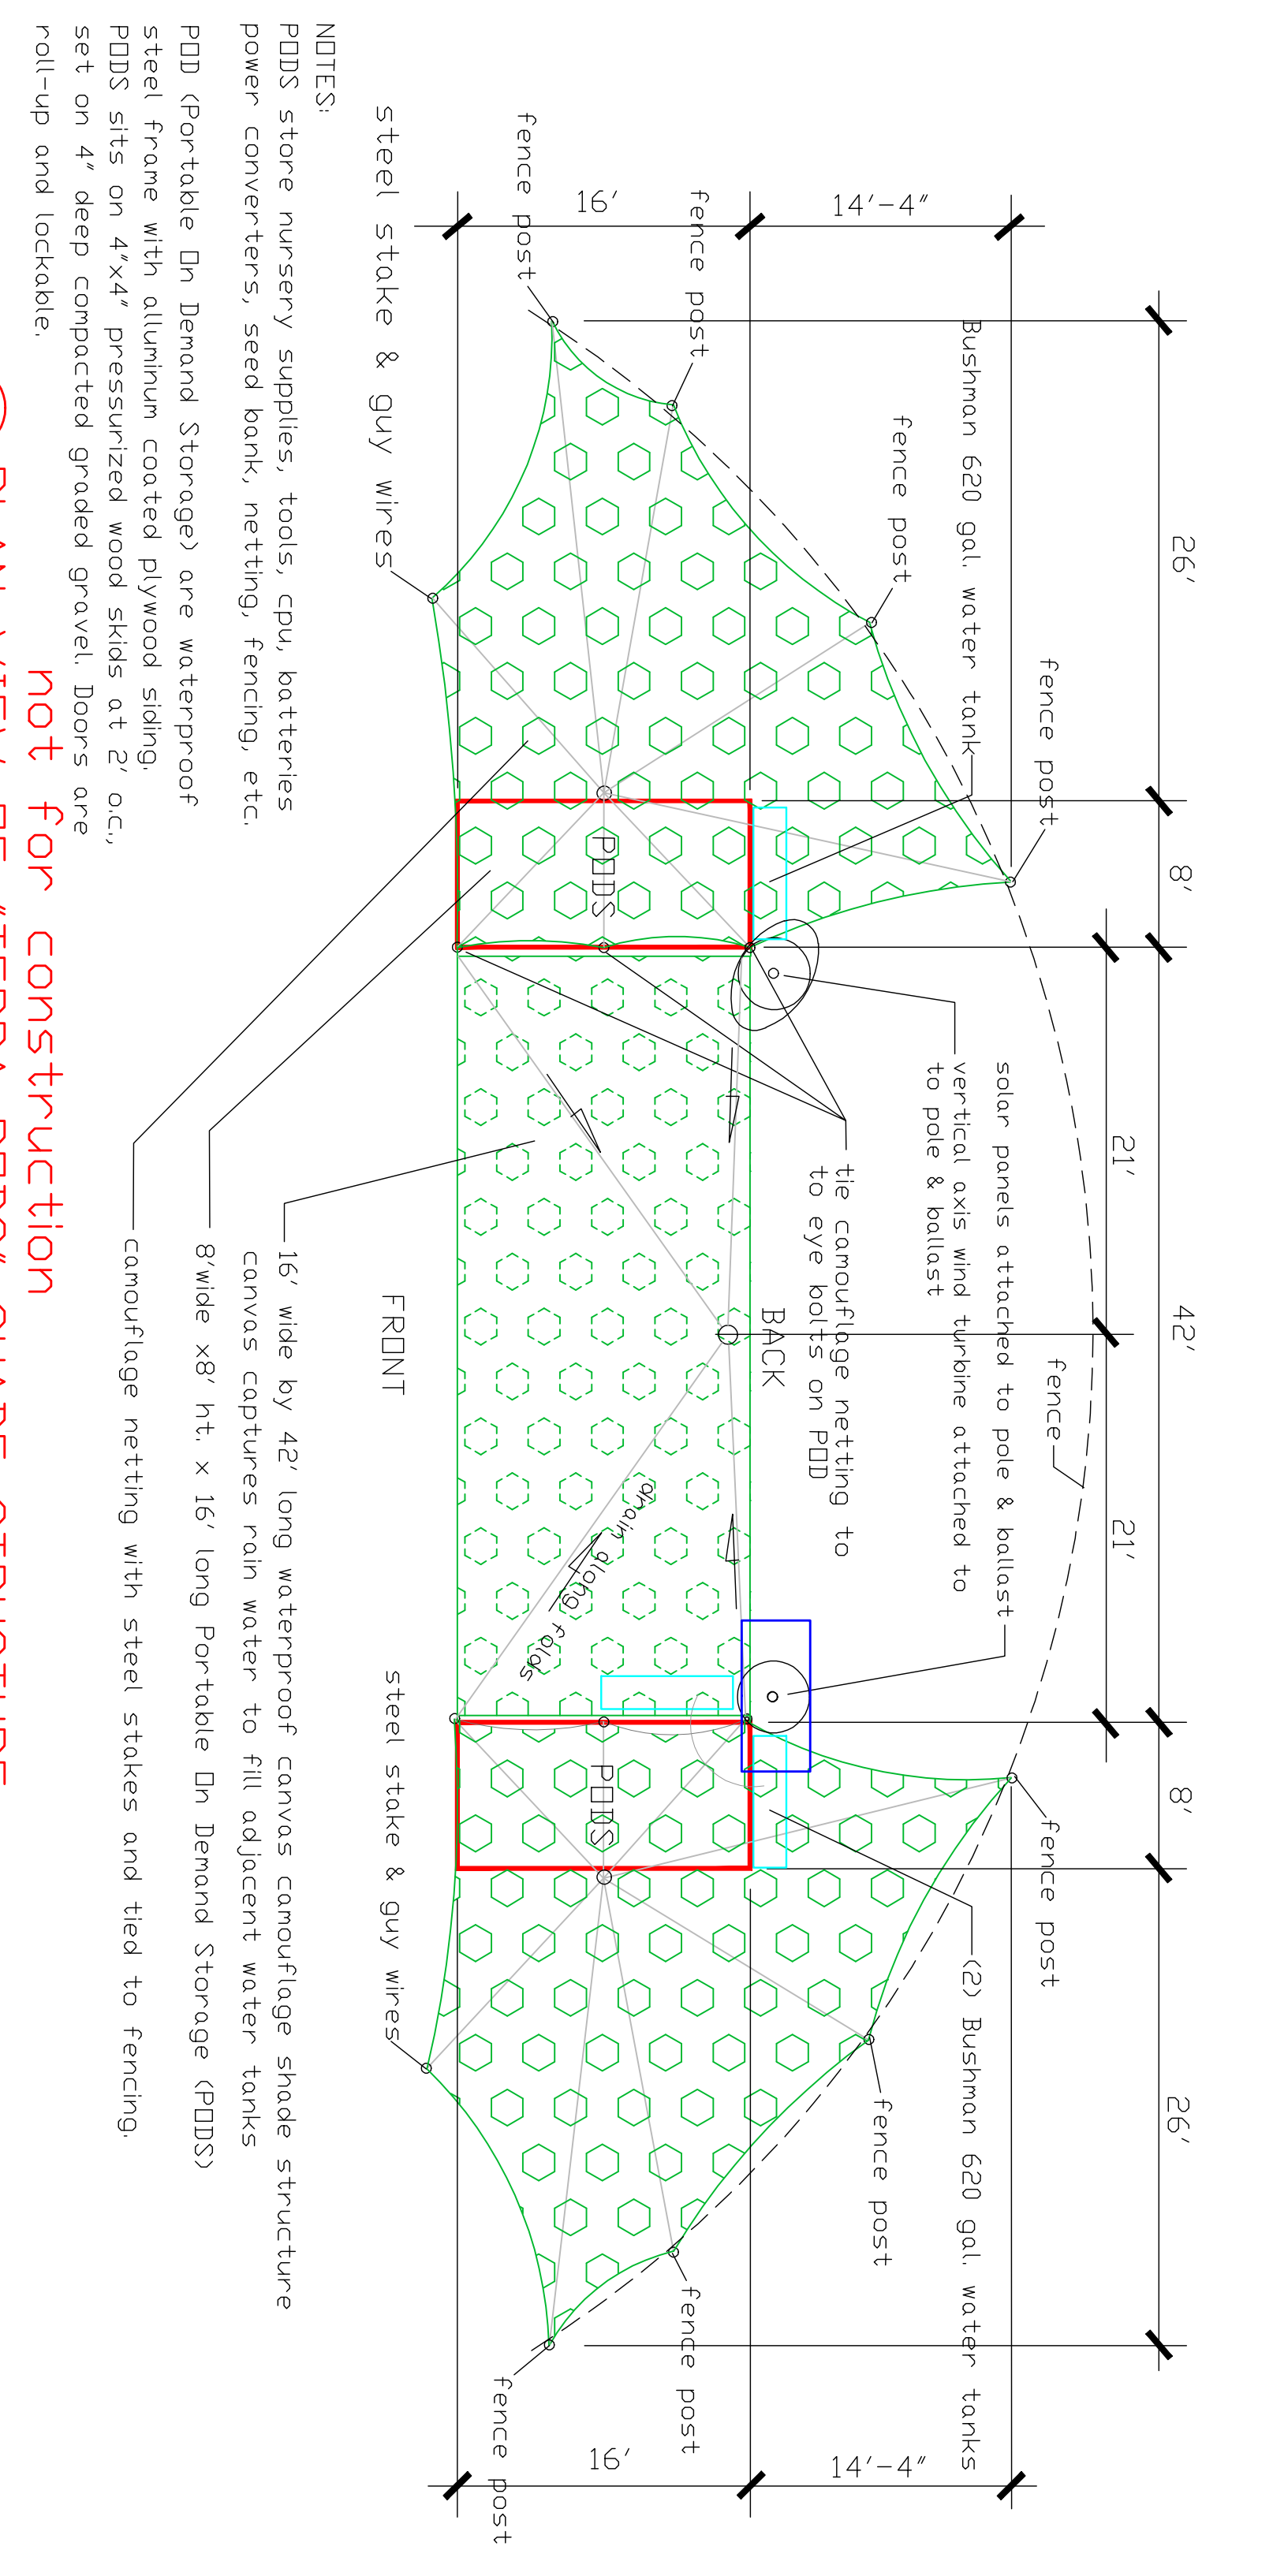 26'
8'
42'
8'
26'
21'
21'
16'
14'-4"
16'
14'-4"
fence post
fence post
fence post
fence post
Bushman 620 gal. water tank
fence
solar panels attached to pole & ballast
vertical axis wind turbine attached to
to pole & ballast
tie camouflage netting to
to eye bolts on POD
BACK
PODS
PODS
drain along folds
FRONT
fence post
(2) Bushman 620 gal. water tanks
fence post
fence post
fence post
steel stake & guy wires
steel stake & guy wires
16' wide by 42' long waterproof canvas camouflage shade structure
canvas captures rain water to fill adjacent water tanks
8'wide x8' ht. x 16' long Portable On Demand Storage (PODS)
camouflage netting with steel stakes and tied to fencing.
NOTES:
PODS store nursery supplies, tools, cpu, batteries
power converters, seed bank, netting, fencing, etc.
POD (Portable On Demand Storage) are waterproof
steel frame with alluminum coated plywood siding.
PODS sits on 4"x4" pressurized wood skids at 2' o.c.,
set on 4" deep compacted graded gravel. Doors are
roll-up and lockable.
not for construction